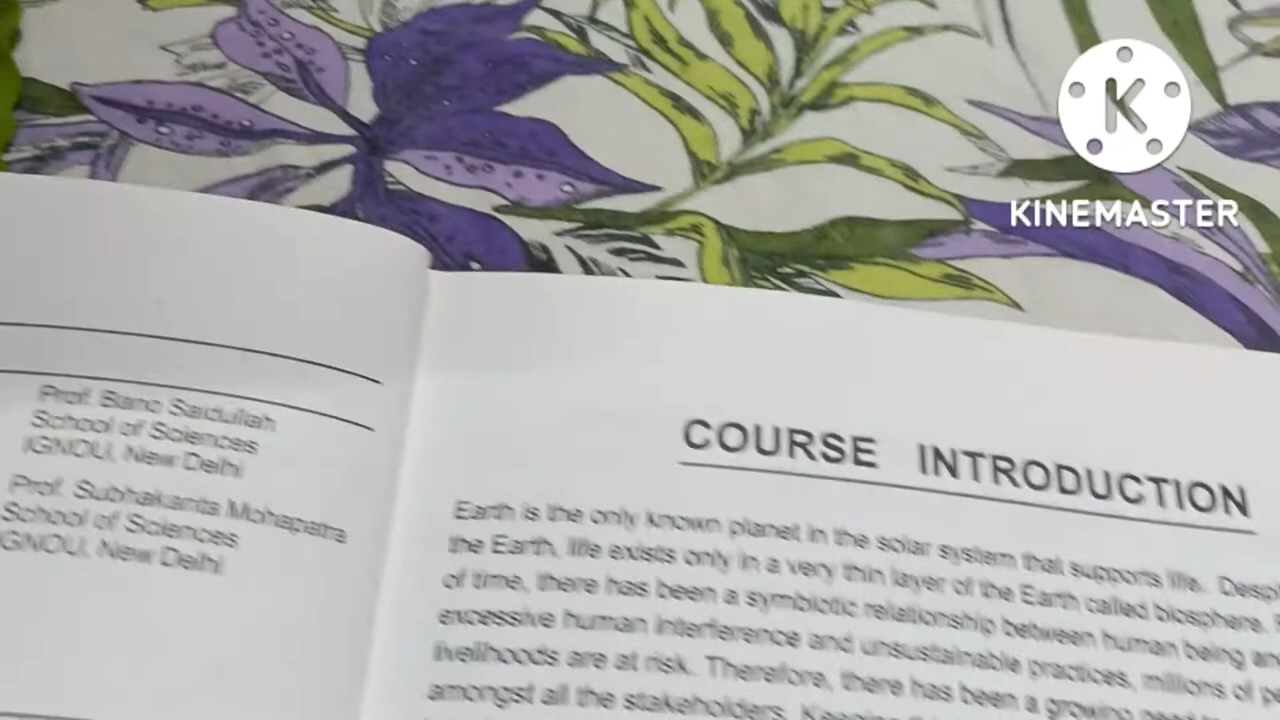 K
KINEMASTER
Prof. Bano Saidullah
School of Sciences
IGNOU, New Delhi
Prof. Subhakanta Mohapatra
School of Sciences
IGNOU, New Delhi
COURSE INTRODUCTION
Earth is the only known planet in the solar system that supports life. Desp
the Earth, life exists only in a very thin layer of the Earth called biosphere.
of time, there has been a symbiotic relationship between human being an
excessive human interference and unsustainable practices, millions of p
livelihoods are at risk. Therefore, there has been a growing
amongst all the stakeholders. Keeping